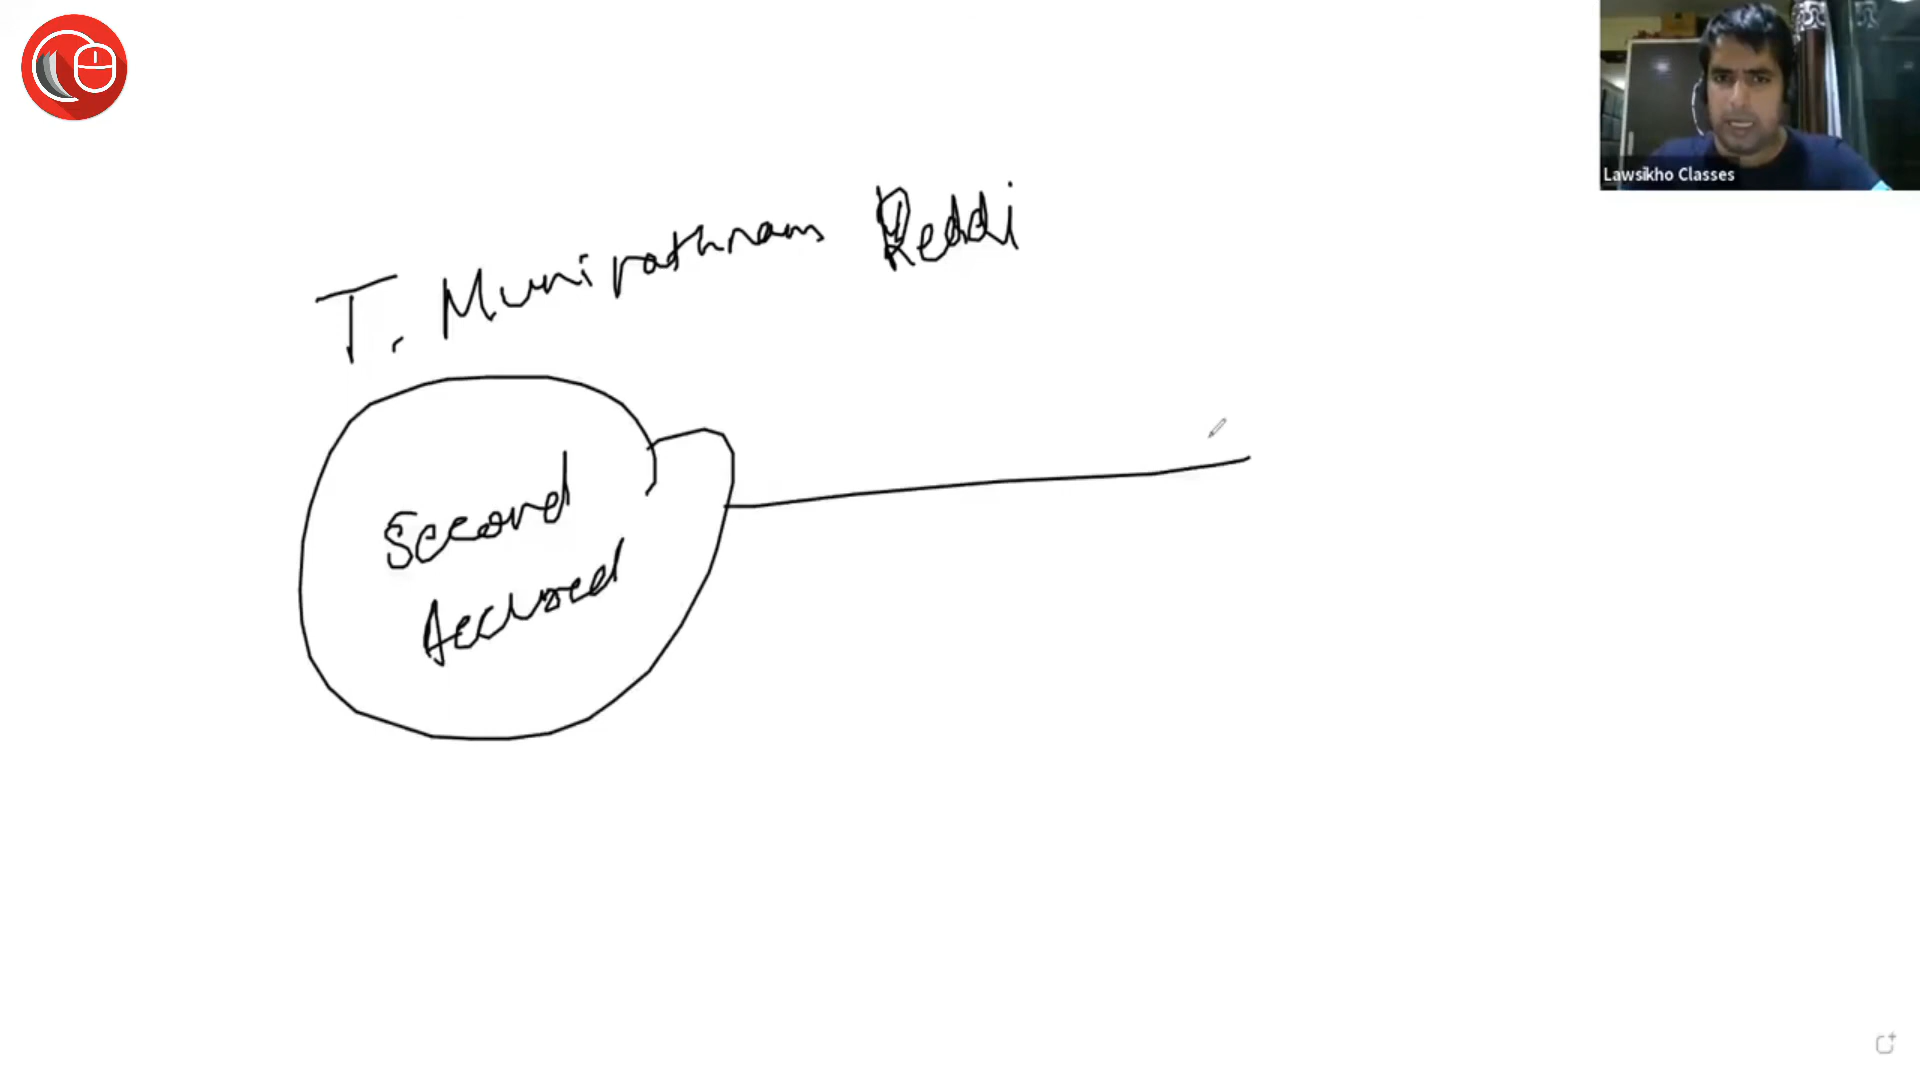 Lawsikho Classes
T. Munirathnam Reddi
Second
Accused